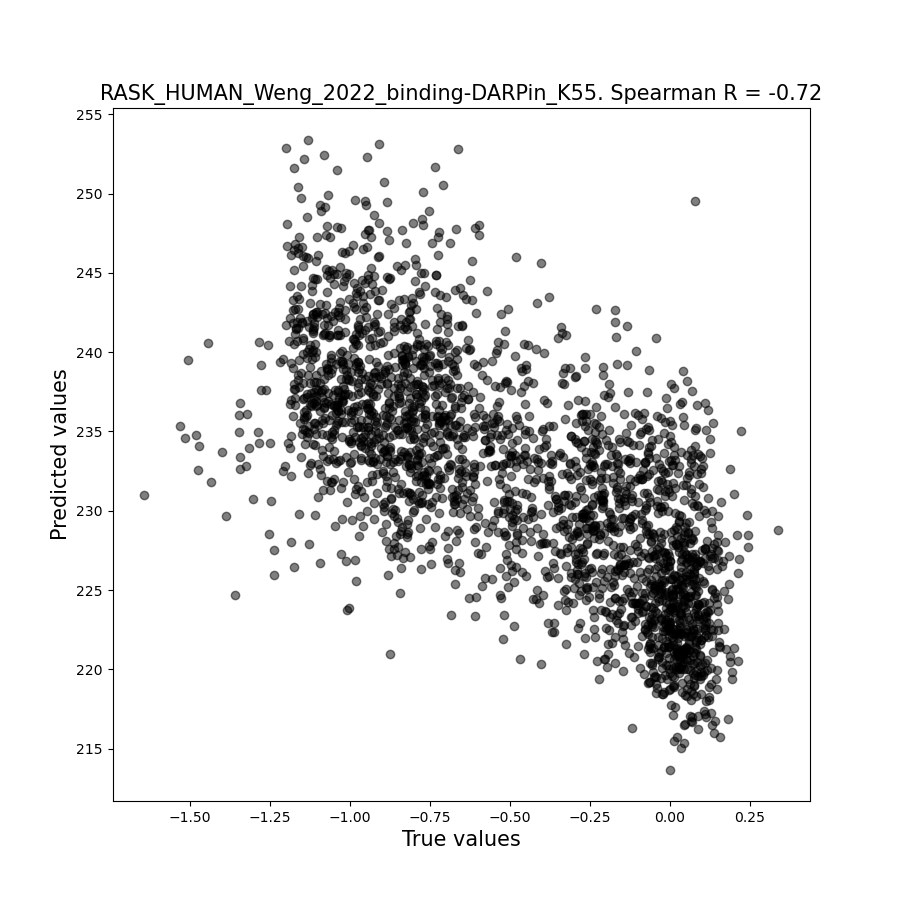 RASK_HUMAN_Weng_2022_binding-DARPin_K55. Spearman R = -0.72
255
250
245
240
235
230
225
220
215
Predicted values
−1.50 −1.25 −1.00 −0.75 −0.50 −0.25 0.00 0.25
True values